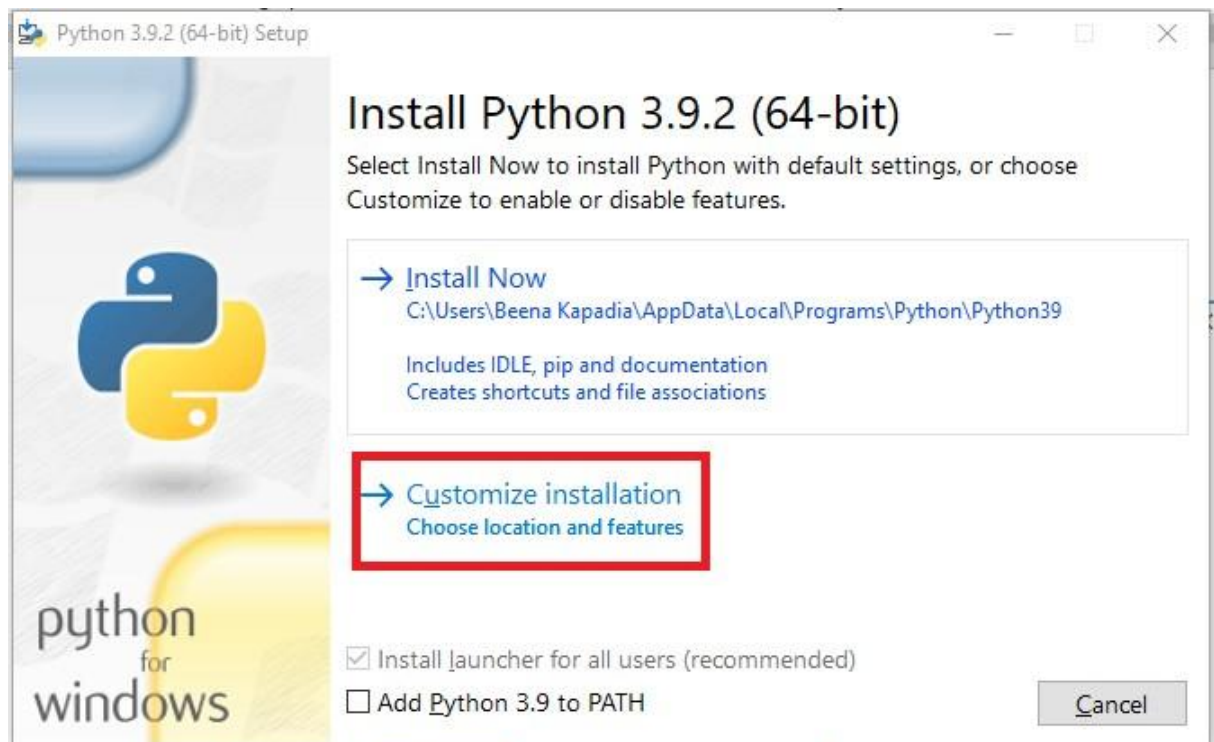 Python 3.9.2 (64-bit) Setup
Install Python 3.9.2 (64-bit)
Select Install Now to install Python with default settings, or choose
Customize to enable or disable features.
Install Now
C:\Users\Beena Kapadia\AppData\Local\Programs\Python\Python39
Includes IDLE, pip and documentation
Creates shortcuts and file associations
Customize installation
Choose location and features
python
for
windows
Install launcher for all users (recommended)
Add Python 3.9 to PATH
Cancel